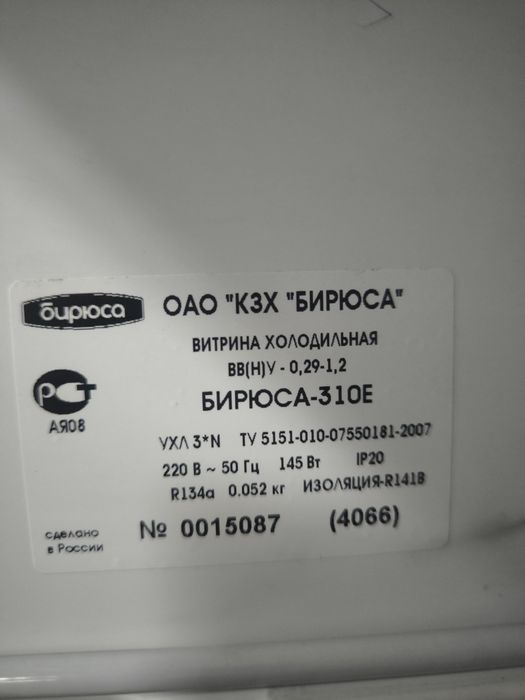 бирюса
ОАО "КЗХ "БИРЮСА"
ВИТРИНА ХОЛОДИЛЬНАЯ
ВВ(Н)У - 0,29-1,2
БИРЮСА-310Е
РСТ
АЯ08
УХЛ 3*N ТУ 5151-010-07550181-2007
220 В ~ 50 Гц 145 Вт IP20
R134a 0.052 кг ИЗОЛЯЦИЯ-R141B
сделано
в России
№ 0015087 (4066)